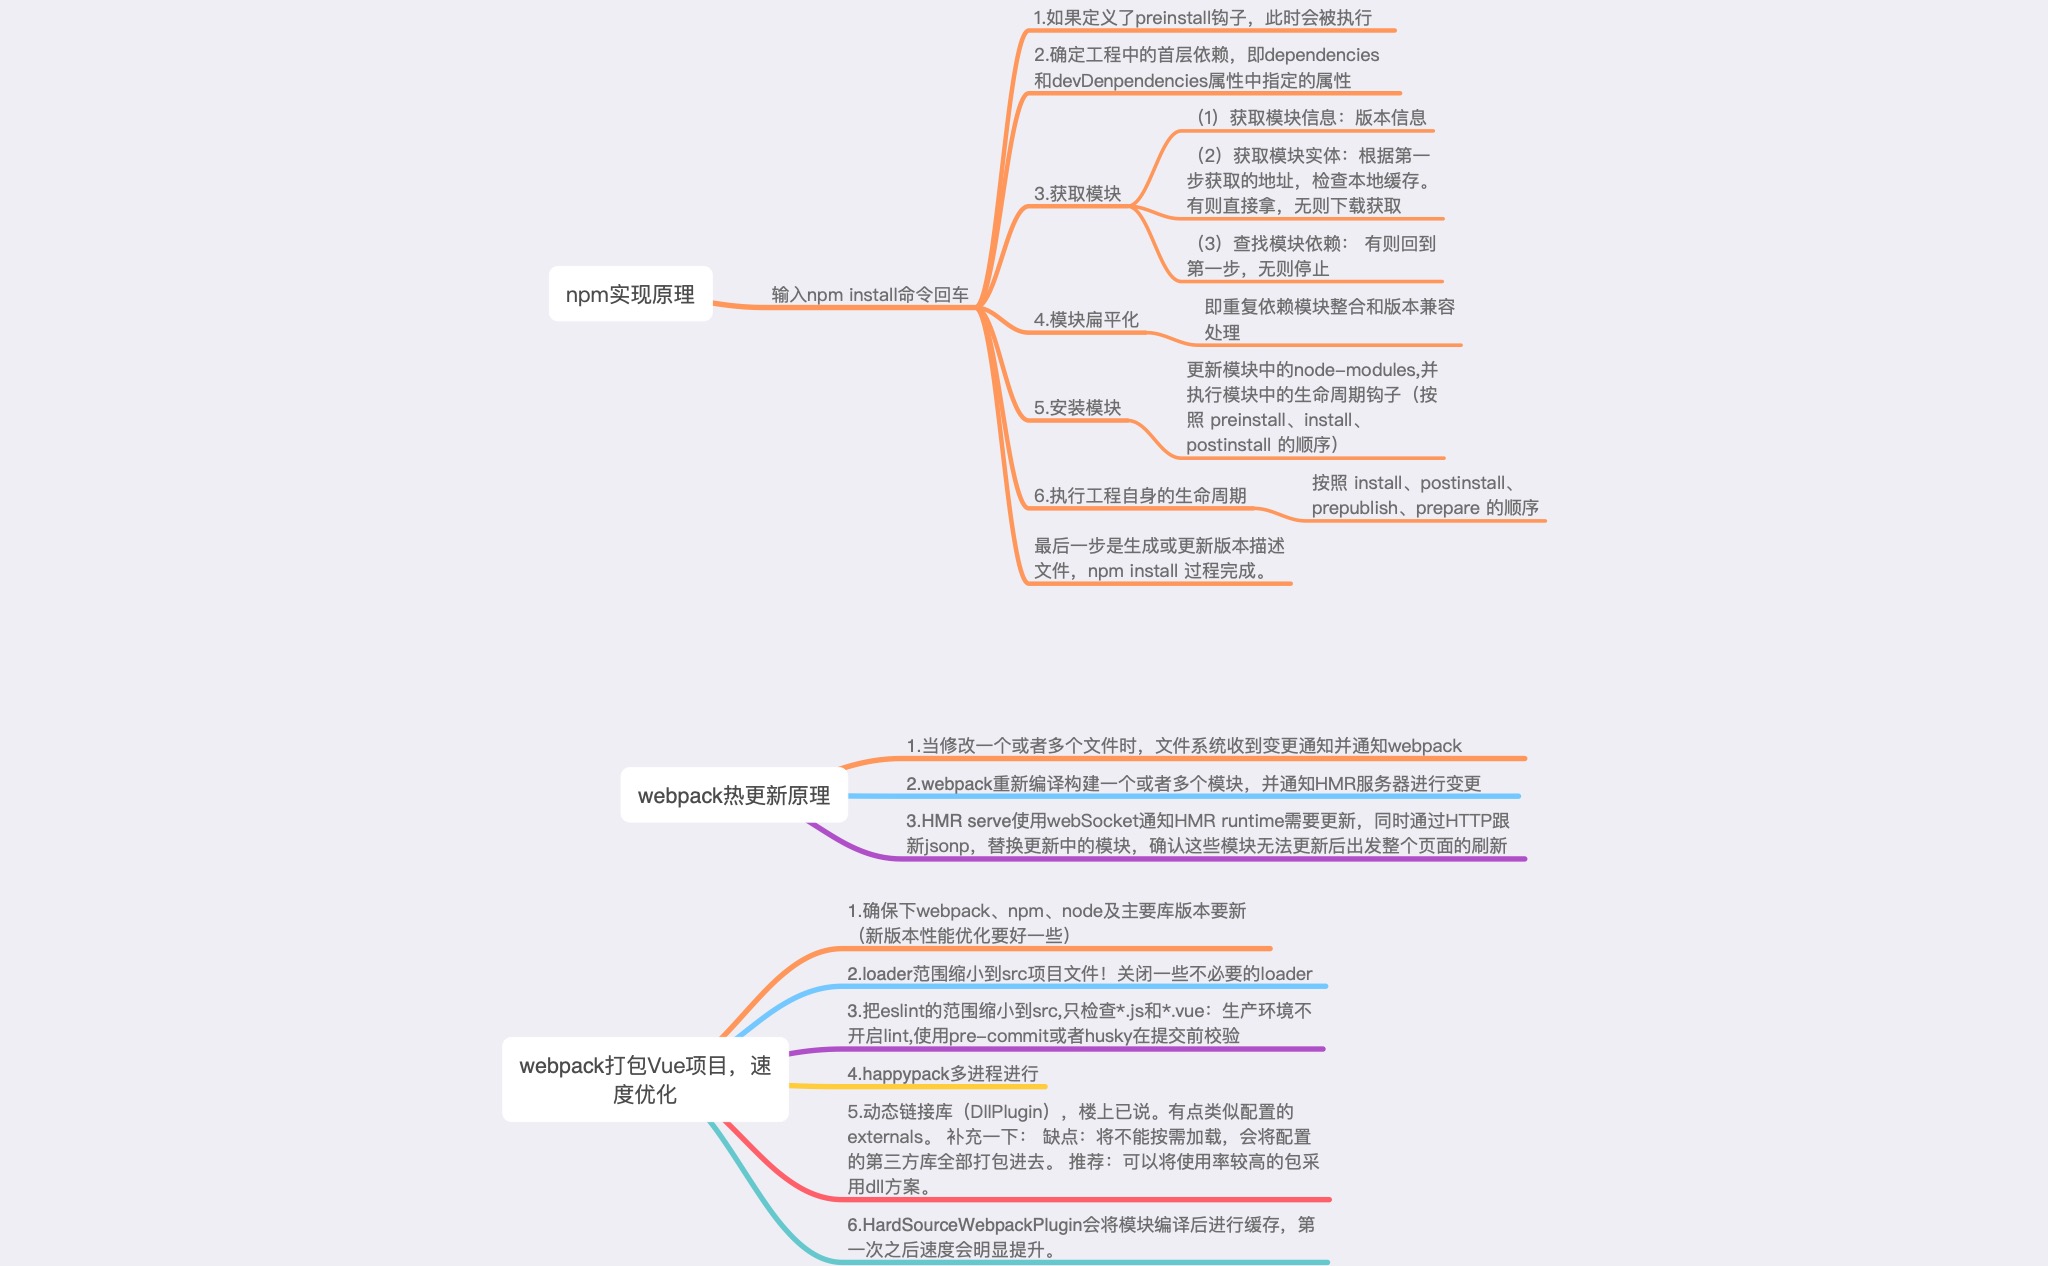 1.如果定义了preinstall钩子，此时会被执行
2.确定工程中的首层依赖，即dependencies
和devDenpendencies属性中指定的属性
（1）获取模块信息：版本信息
（2）获取模块实体：根据第一
步获取的地址，检查本地缓存。
有则直接拿，无则下载获取
3.获取模块
（3）查找模块依赖： 有则回到
第一步，无则停止
npm实现原理
输入npm install命令回车
4.模块扁平化
即重复依赖模块整合和版本兼容
处理
更新模块中的node-modules,并
执行模块中的生命周期钩子（按
照 preinstall、install、
postinstall 的顺序）
5.安装模块
6.执行工程自身的生命周期
按照 install、postinstall、
prepublish、prepare 的顺序
最后一步是生成或更新版本描述
文件，npm install 过程完成。
webpack热更新原理
1.当修改一个或者多个文件时，文件系统收到变更通知并通知webpack
2.webpack重新编译构建一个或者多个模块，并通知HMR服务器进行变更
3.HMR serve使用webSocket通知HMR runtime需要更新，同时通过HTTP跟
新jsonp，替换更新中的模块，确认这些模块无法更新后出发整个页面的刷新
webpack打包Vue项目，速
度优化
1.确保下webpack、npm、node及主要库版本要新
（新版本性能优化要好一些）
2.loader范围缩小到src项目文件！关闭一些不必要的loader
3.把eslint的范围缩小到src,只检查*.js和*.vue：生产环境不
开启lint,使用pre-commit或者husky在提交前校验
4.happypack多进程进行
5.动态链接库（DllPlugin），楼上已说。有点类似配置的
externals。 补充一下： 缺点：将不能按需加载，会将配置
的第三方库全部打包进去。 推荐：可以将使用率较高的包采
用dll方案。
6.HardSourceWebpackPlugin会将模块编译后进行缓存，第
一次之后速度会明显提升。